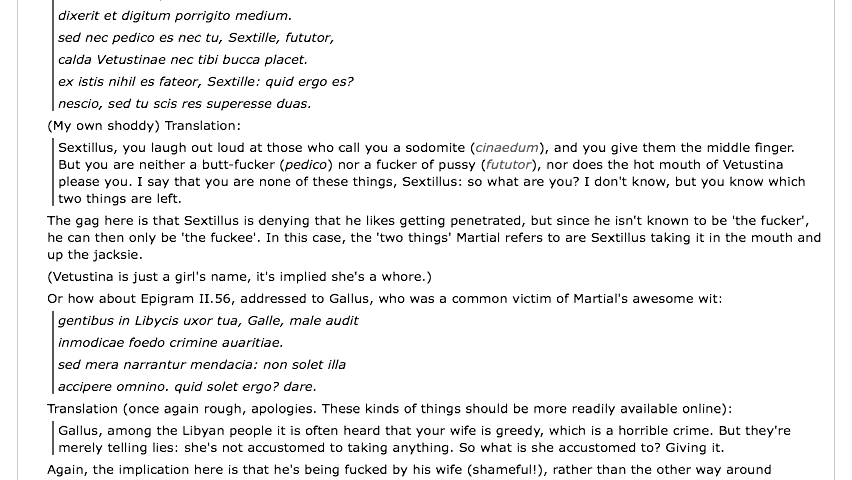 dixerit et digitum porrigito medium.
sed nec pedico es nec tu, Sextille, fututor,
calda Vetustinae nec tibi bucca placet.
ex istis nihil es fateor, Sextille: quid ergo es?
nescio, sed tu scis res superesse duas.
(My own shoddy) Translation:
Sextillus, you laugh out loud at those who call you a sodomite (cinaedum), and you give them the middle finger.
But you are neither a butt-fucker (pedico) nor a fucker of pussy (fututor), nor does the hot mouth of Vetustina
please you. I say that you are none of these things, Sextillus: so what are you? I don't know, but you know which
two things are left.
The gag here is that Sextillus is denying that he likes getting penetrated, but since he isn't known to be 'the fucker',
he can then only be 'the fuckee'. In this case, the 'two things' Martial refers to are Sextillus taking it in the mouth and
up the jacksie.
(Vetustina is just a girl's name, it's implied she's a whore.)
Or how about Epigram II.56, addressed to Gallus, who was a common victim of Martial's awesome wit:
gentibus in Libycis uxor tua, Galle, male audit
inmodicae foedo crimine auaritiae.
sed mera narrantur mendacia: non solet illa
accipere omnino. quid solet ergo? dare.
Translation (once again rough, apologies. These kinds of things should be more readily available online):
Gallus, among the Libyan people it is often heard that your wife is greedy, which is a horrible crime. But they're
merely telling lies: she's not accustomed to taking anything. So what is she accustomed to? Giving it.
Again, the implication here is that he's being fucked by his wife (shameful!), rather than the other way around